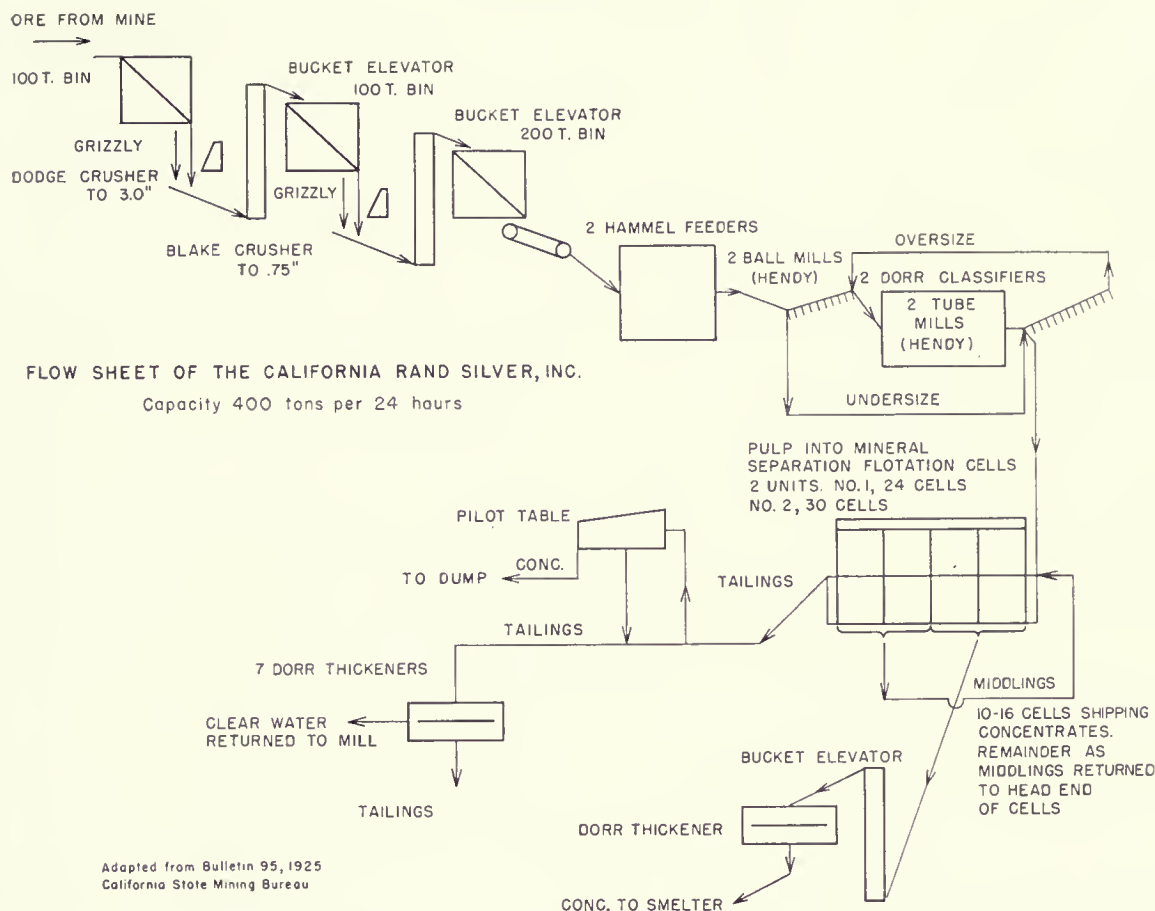 ORE FROM MINE
100 T. BIN
GRIZZLY
DODGE CRUSHER
TO 3.0"
BUCKET ELEVATOR
100 T. BIN
GRIZZLY
BLAKE CRUSHER
TO .75"
BUCKET ELEVATOR
200 T. BIN
2 HAMMEL FEEDERS
2 BALL MILLS
(HENDY)
OVERSIZE
2 DORR CLASSIFIERS
2 TUBE
MILLS
(HENDY)
UNDERSIZE
FLOW SHEET OF THE CALIFORNIA RAND SILVER, INC.
Capacity 400 tons per 24 hours
PULP INTO MINERAL
SEPARATION FLOTATION CELLS
2 UNITS. NO. 1, 24 CELLS
NO. 2, 30 CELLS
PILOT TABLE
CONC.
TO DUMP
TAILINGS
TAILINGS
7 DORR THICKENERS
CLEAR WATER
RETURNED TO MILL
TAILINGS
MIDDLINGS
10-16 CELLS SHIPPING
CONCENTRATES.
REMAINDER AS
MIDDLINGS RETURNED
TO HEAD END
OF CELLS
BUCKET ELEVATOR
DORR THICKENER
CONC. TO SMELTER
Adapted from Bulletin 95, 1925
California State Mining Bureau